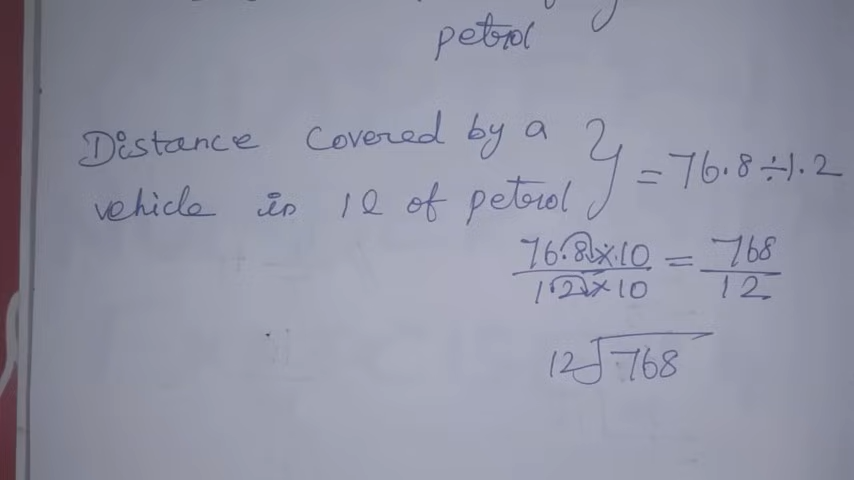 petrol
Distance covered by a
vehicle in 1l of petrol } = 76.8 ÷ 1.2
76.8 × 10 / 1.2 × 10 = 768 / 12
12√768